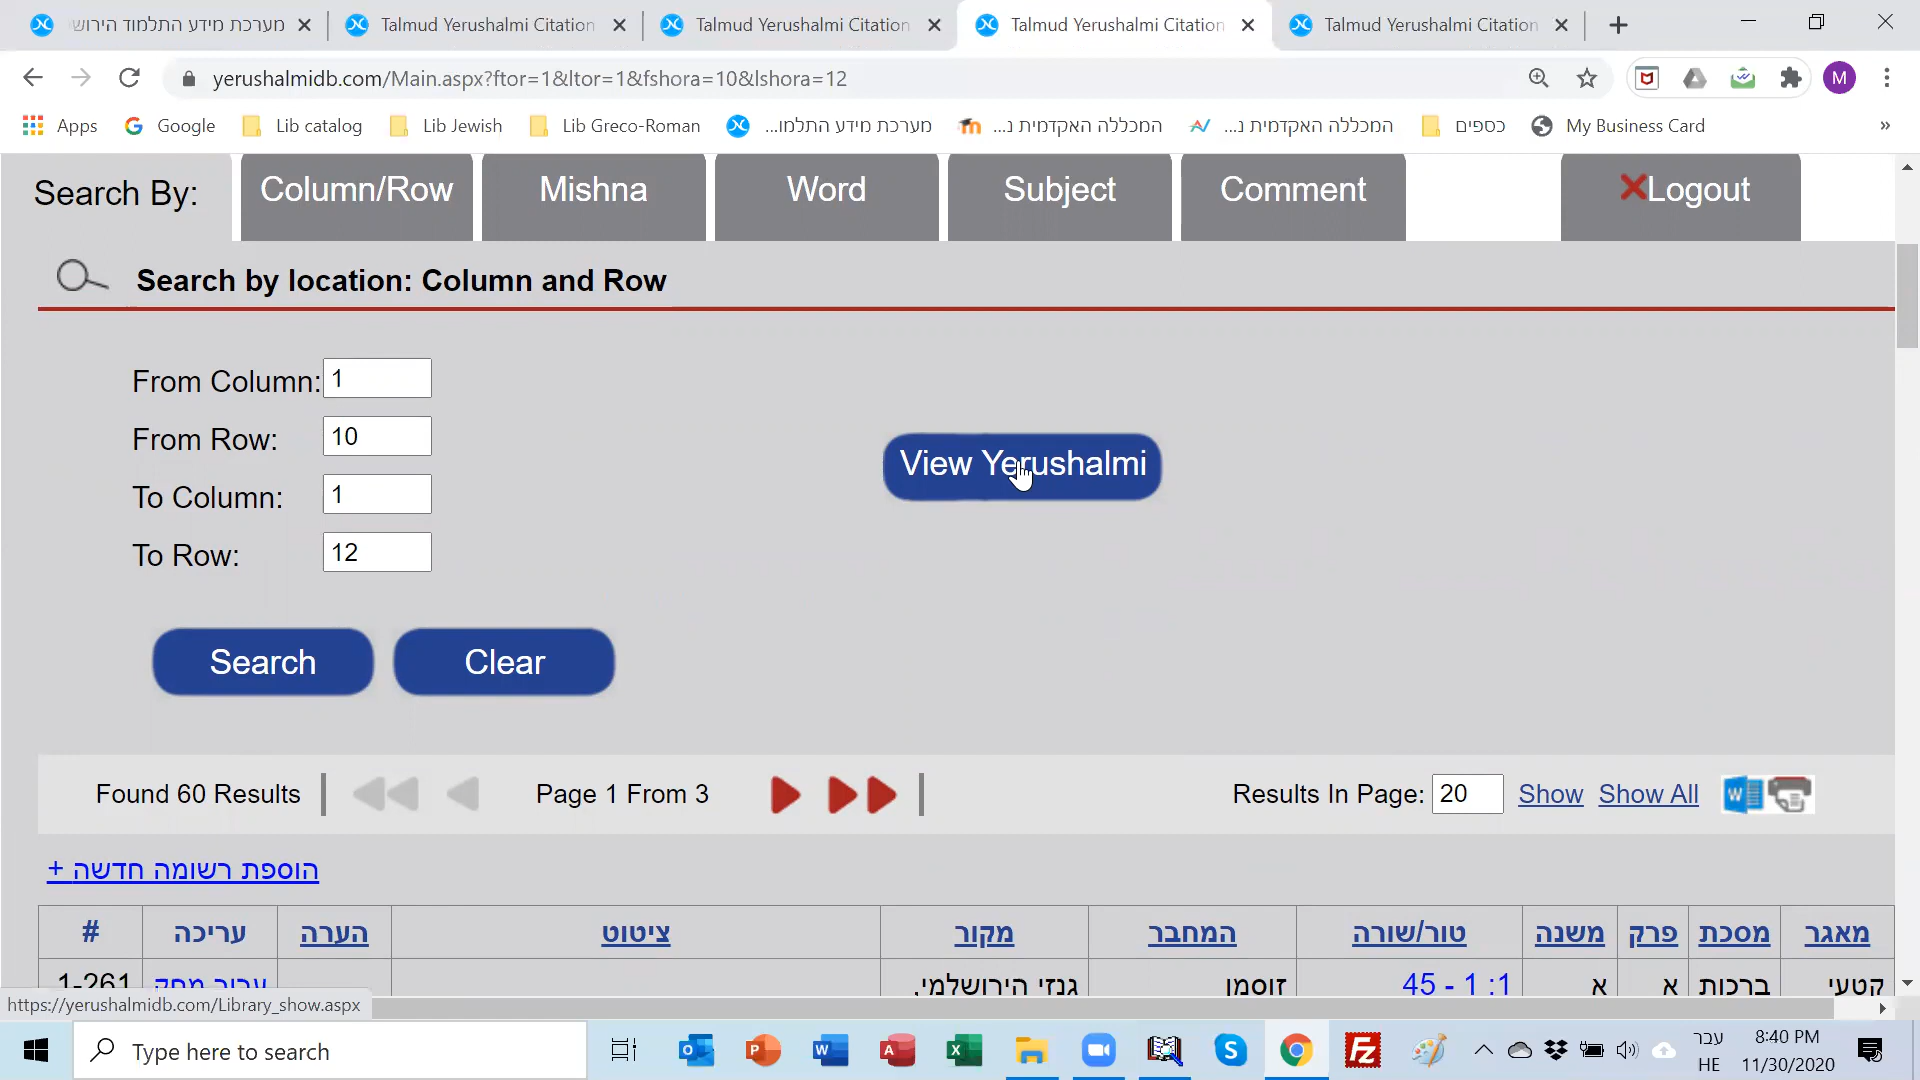 מערכת מידע התלמוד הירוש
Talmud Yerushalmi Citation
Talmud Yerushalmi Citation
Talmud Yerushalmi Citation
Talmud Yerushalmi Citation
yerushalmidb.com/Main.aspx?ftor=1&ltor=1&fshora=10&lshora=12
M
Apps
Google
Lib catalog
Lib Jewish
Lib Greco-Roman
מערכת מידע התלמו...
המכללה האקדמית נ...
המכללה האקדמית נ...
כספים
My Business Card
»
Search By:
Column/Row
Mishna
Word
Subject
Comment
Logout
Search by location: Column and Row
From Column: 1
From Row: 10
To Column: 1
To Row: 12
View Yerushalmi
Search
Clear
Found 60 Results
Page 1 From 3
Results In Page: 20
Show
Show All
הוספת רשומה חדשה +
# עריכה הערה ציטוט מקור המחבר טור/שורה משנה פרק מסכת מאגר
1-261 גנזי הירושלמי, זוסמן 1: 1 - 45 א א ברכות קטעי
https://yerushalmidb.com/Library_show.aspx
Type here to search
עבר
HE
8:40 PM
11/30/2020